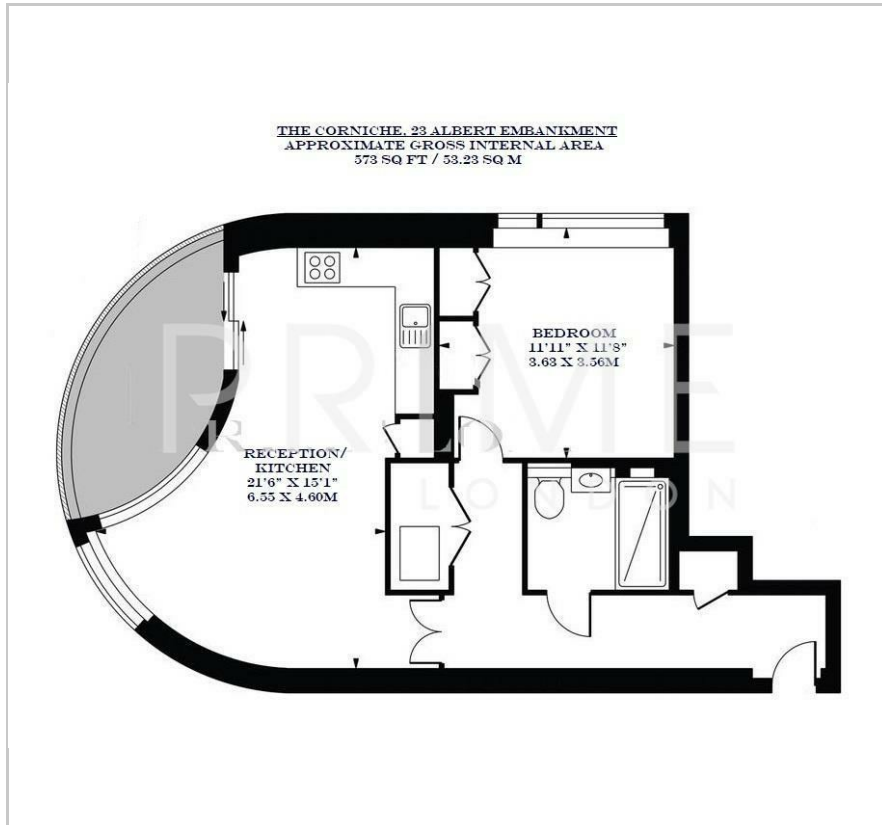 THE CORNICHE, 23 ALBERT EMBANKMENT
APPROXIMATE GROSS INTERNAL AREA
573 SQ FT / 53.23 SQ M
BEDROOM
11'11" X 11'8"
3.63 X 3.56M
PRIME
LONDON
RECEPTION/
KITCHEN
21'6" X 15'1"
6.55 X 4.60M